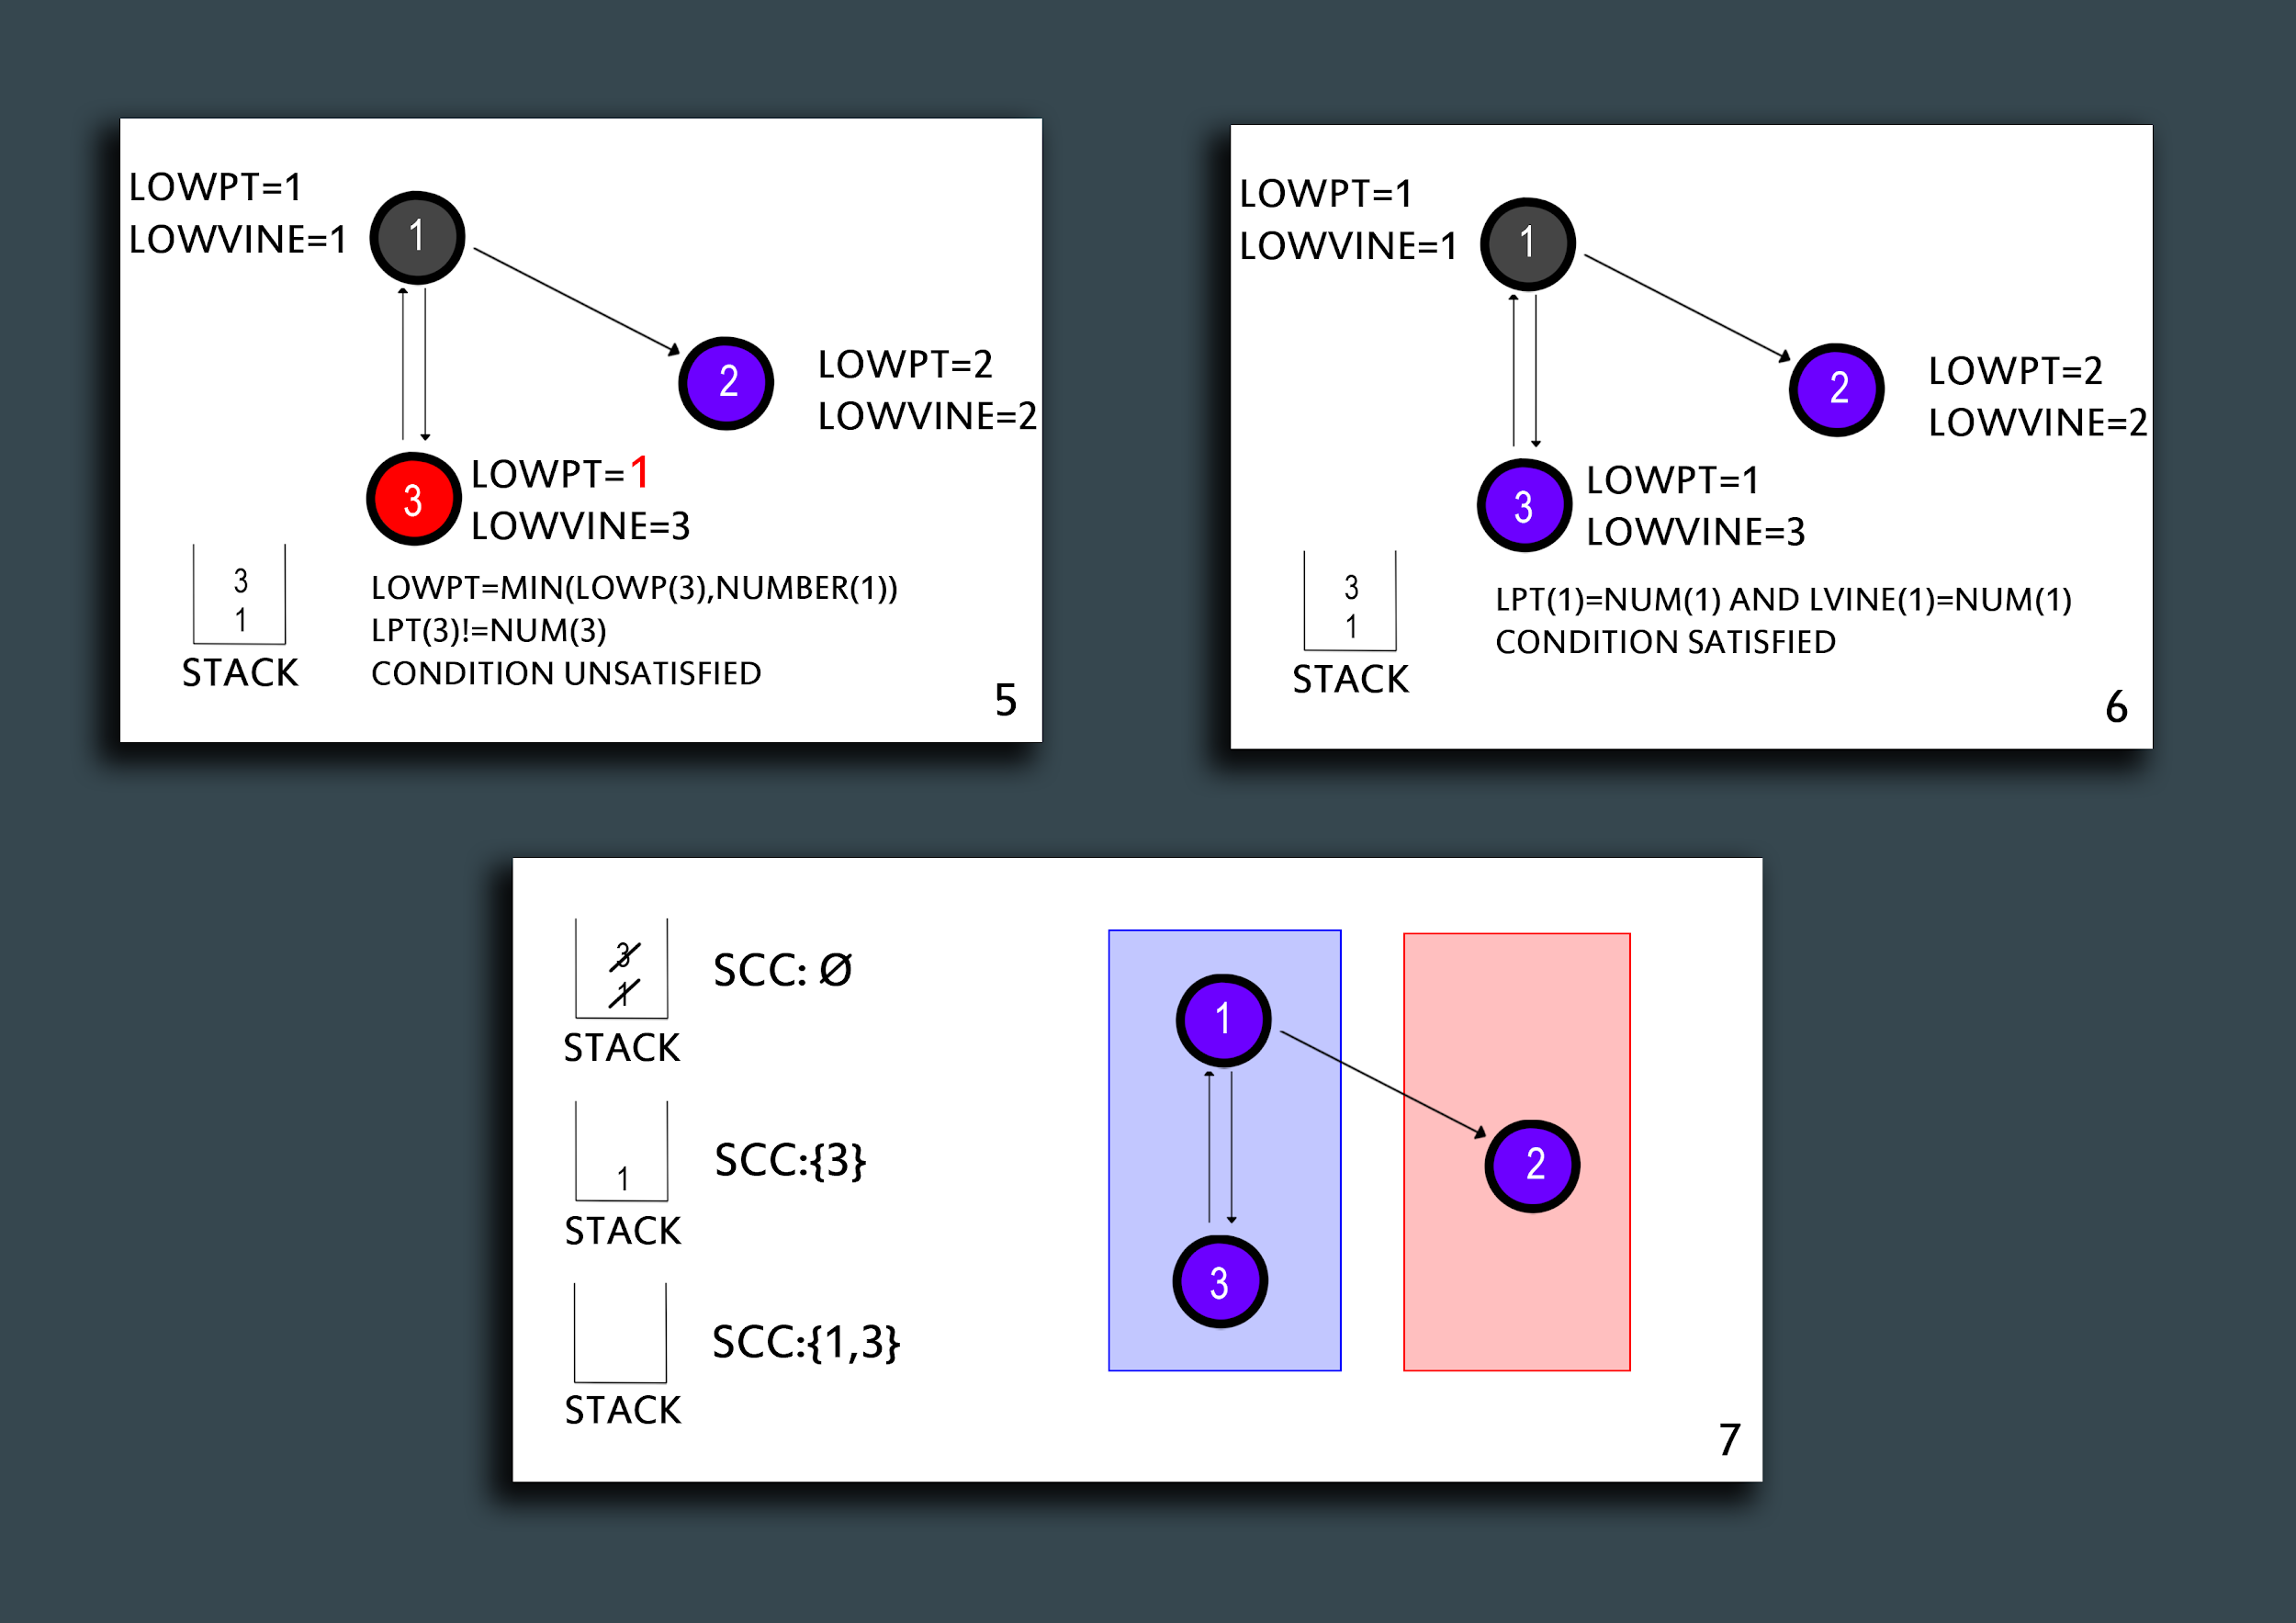 LOWPT=1
LOWVINE=1
1
2
LOWPT=2
LOWVINE=2
3
LOWPT=1
LOWVINE=3
3
1
STACK
LOWPT=MIN(LOWP(3),NUMBER(1))
LPT(3)!=NUM(3)
CONDITION UNSATISFIED
5
LOWPT=1
LOWVINE=1
1
2
LOWPT=2
LOWVINE=2
3
LOWPT=1
LOWVINE=3
3
1
STACK
LPT(1)=NUM(1) AND LVINE(1)=NUM(1)
CONDITION SATISFIED
6
3
1
STACK
SCC: Ø
1
STACK
SCC:{3}
STACK
SCC:{1,3}
1
2
3
7